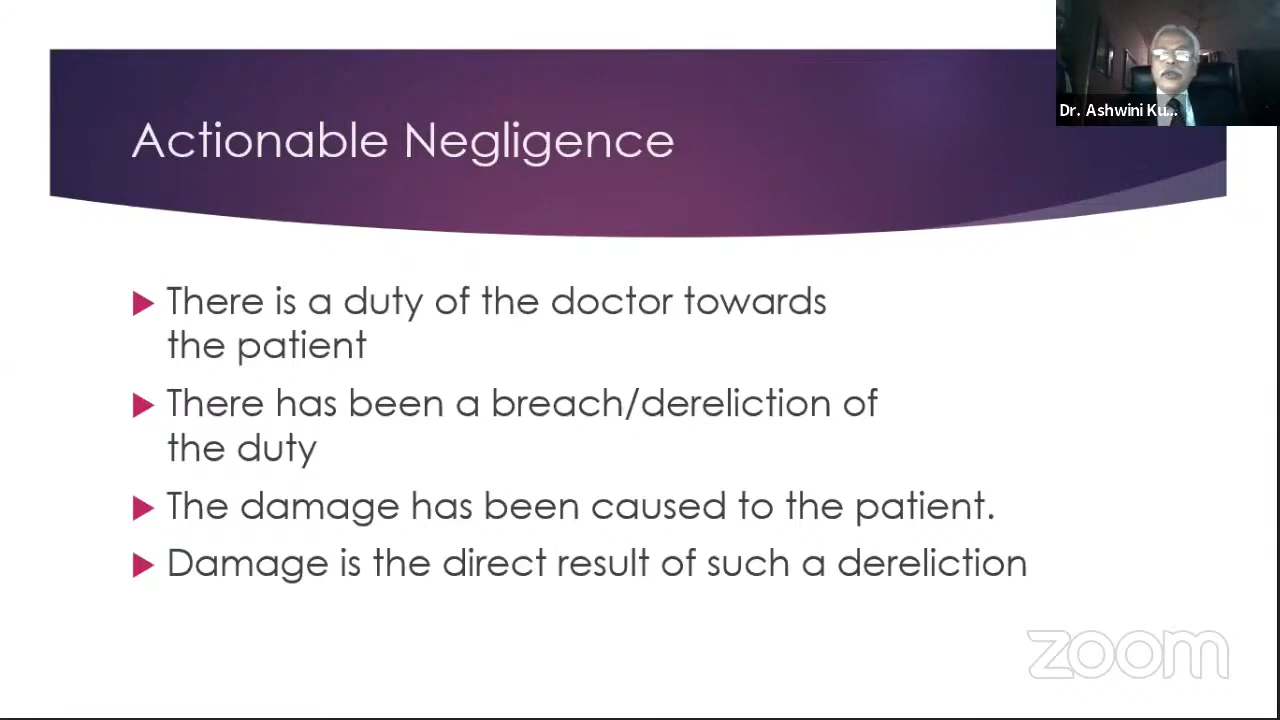 Dr. Ashwini Ku...
Actionable Negligence
There is a duty of the doctor towards
the patient
There has been a breach/dereliction of
the duty
The damage has been caused to the patient.
Damage is the direct result of such a dereliction
zoom